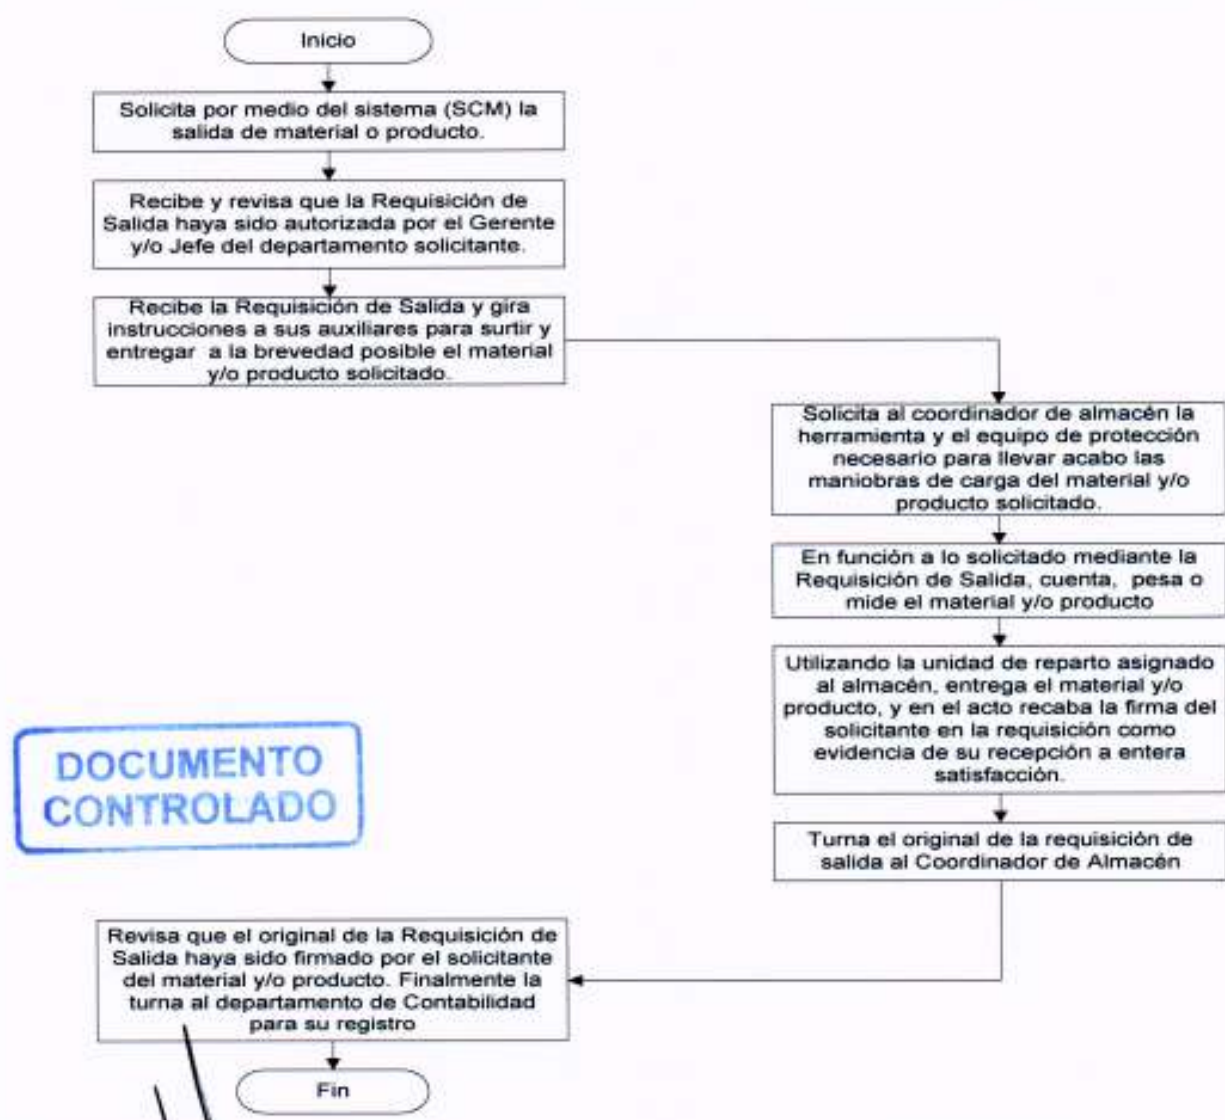 Inicio
Solicita por medio del sistema (SCM) la
salida de material o producto.
Recibe y revisa que la Requisición de
Salida haya sido autorizada por el Gerente
y/o Jefe del departamento solicitante.
Recibe la Requisición de Salida y gira
instrucciones a sus auxiliares para surtir y
entregar a la brevedad posible el material
y/o producto solicitado.
Solicita al coordinador de almacén la
herramienta y el equipo de protección
necesario para llevar acabo las
maniobras de carga del material y/o
producto solicitado.
En función a lo solicitado mediante la
Requisición de Salida, cuenta, pesa o
mide el material y/o producto
Utilizando la unidad de reparto asignado
al almacén, entrega el material y/o
producto, y en el acto recaba la firma del
solicitante en la requisición como
evidencia de su recepción a entera
satisfacción.
Turna el original de la requisición de
salida al Coordinador de Almacén
DOCUMENTO
CONTROLADO
Revisa que el original de la Requisición de
Salida haya sido firmado por el solicitante
del material y/o producto. Finalmente la
turna al departamento de Contabilidad
para su registro
Fin